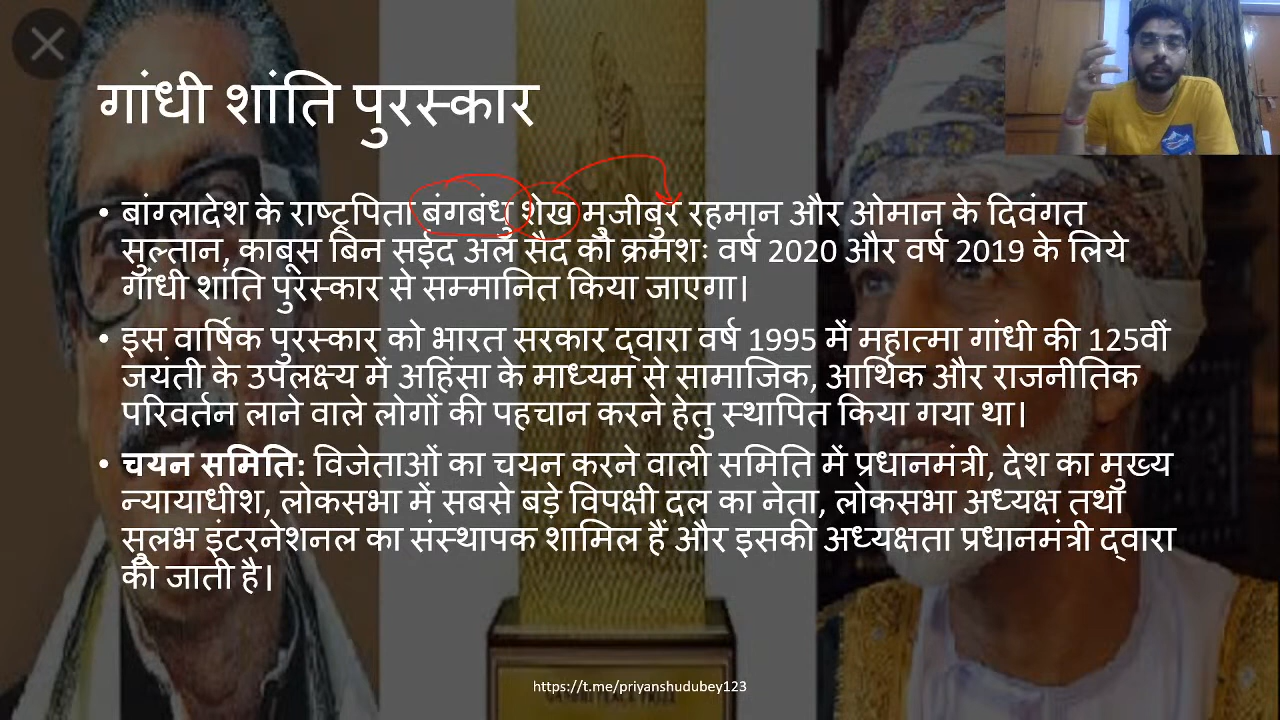 गांधी शांति पुरस्कार
• बांग्लादेश के राष्ट्रपिता बंगबंधु शेख मुजीबुर रहमान और ओमान के दिवंगत
सुल्तान, काबूस बिन सईद अल सैद को क्रमशः वर्ष 2020 और वर्ष 2019 के लिये
गांधी शांति पुरस्कार से सम्मानित किया जाएगा।
• इस वार्षिक पुरस्कार को भारत सरकार द्वारा वर्ष 1995 में महात्मा गांधी की 125वीं
जयंती के उपलक्ष्य में अहिंसा के माध्यम से सामाजिक, आर्थिक और राजनीतिक
परिवर्तन लाने वाले लोगों की पहचान करने हेतु स्थापित किया गया था।
• चयन समिति: विजेताओं का चयन करने वाली समिति में प्रधानमंत्री, देश का मुख्य
न्यायाधीश, लोकसभा में सबसे बड़े विपक्षी दल का नेता, लोकसभा अध्यक्ष तथा
सुलभ इंटरनेशनल का संस्थापक शामिल हैं और इसकी अध्यक्षता प्रधानमंत्री द्वारा
की जाती है।
https://t.me/priyanshudubey123